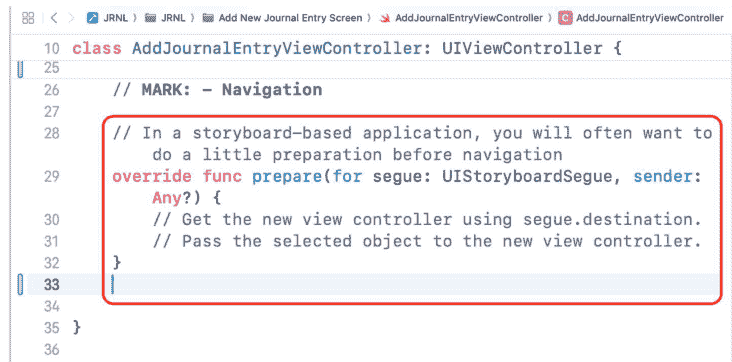 JRNL JRNL Add New Journal Entry Screen AddJournalEntryViewController C AddJournalEntryViewController
10 class AddJournalEntryViewController: UIViewController {
25
26 // MARK: - Navigation
27
28 // In a storyboard-based application, you will often want to
do a little preparation before navigation
29 override func prepare(for segue: UIStoryboardSegue, sender:
Any?) {
30 // Get the new view controller using segue.destination.
31 // Pass the selected object to the new view controller.
32 }
33
34
35 }
36